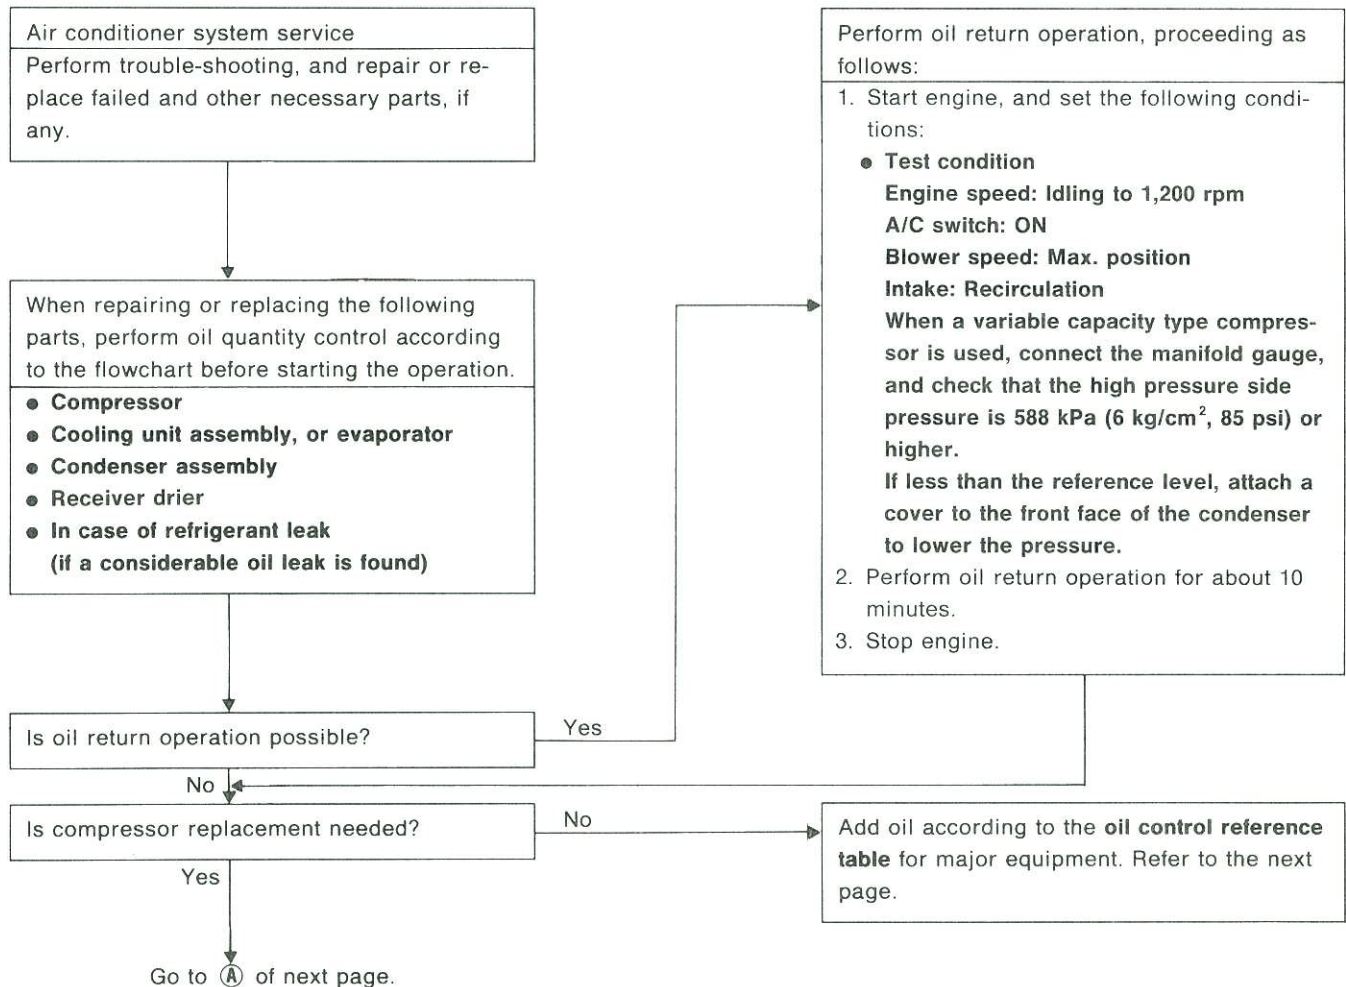 Air conditioner system service
Perform trouble-shooting, and repair or re-
place failed and other necessary parts, if
any.
When repairing or replacing the following
parts, perform oil quantity control according
to the flowchart before starting the operation.
● Compressor
● Cooling unit assembly, or evaporator
● Condenser assembly
● Receiver drier
● In case of refrigerant leak
(if a considerable oil leak is found)
Is oil return operation possible?
Yes
No
Perform oil return operation, proceeding as
follows:
1. Start engine, and set the following condi-
tions:
● Test condition
Engine speed: Idling to 1,200 rpm
A/C switch: ON
Blower speed: Max. position
Intake: Recirculation
When a variable capacity type compres-
sor is used, connect the manifold gauge,
and check that the high pressure side
pressure is 588 kPa (6 kg/cm², 85 psi) or
higher.
If less than the reference level, attach a
cover to the front face of the condenser
to lower the pressure.
2. Perform oil return operation for about 10
minutes.
3. Stop engine.
Is compressor replacement needed?
No
Yes
Add oil according to the oil control reference
table for major equipment. Refer to the next
page.
Go to Ⓐ of next page.